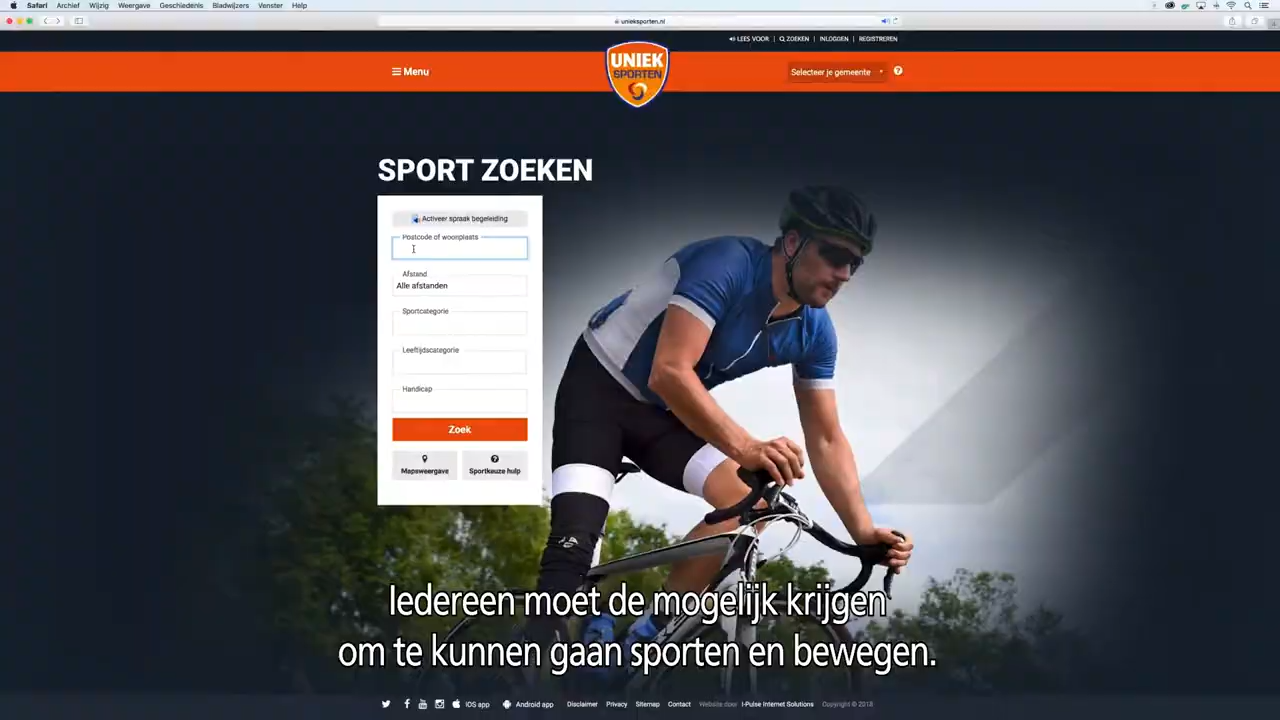 Safari Archief Wijzig Weergave Geschiedenis Bladwijzers Venster Help
unieksporten.nl
LEES VOOR | ZOEKEN | INLOGGEN | REGISTREREN
Menu
UNIEK
SPORTEN
Selecteer je gemeente
SPORT ZOEKEN
Activeer spraak begeleiding
Postcode of woonplaats
Afstand
Alle afstanden
Sportcategorie
Leeftijdscategorie
Handicap
Zoek
Mapsweergave
Sportkeuze hulp
Iedereen moet de mogelijk krijgen
om te kunnen gaan sporten en bewegen.
iOS app Android app Disclaimer Privacy Sitemap Contact Website door I-Pulse Internet Solutions Copyright © 2018